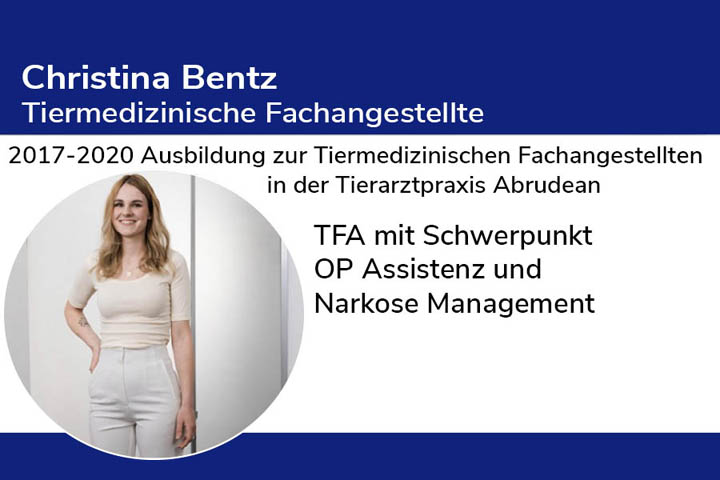 Christina Bentz
Tiermedizinische Fachangestellte
2017-2020 Ausbildung zur Tiermedizinischen Fachangestellten
in der Tierarztpraxis Abrudean
TFA mit Schwerpunkt
OP Assistenz und
Narkose Management